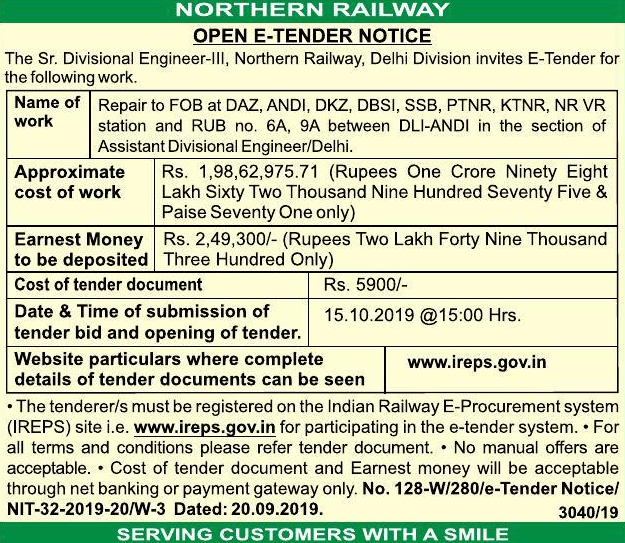 NORTHERN RAILWAY
OPEN E-TENDER NOTICE
The Sr. Divisional Engineer-III, Northern Railway, Delhi Division invites E-Tender for
the following work.
Name of work
Repair to FOB at DAZ, ANDI, DKZ, DBSI, SSB, PTNR, KTNR, NR VR
station and RUB no. 6A, 9A between DLI-ANDI in the section of
Assistant Divisional Engineer/Delhi.
Approximate
cost of work
Rs. 1,98,62,975.71 (Rupees One Crore Ninety Eight
Lakh Sixty Two Thousand Nine Hundred Seventy Five &
Paise Seventy One only)
Earnest Money
to be deposited
Rs. 2,49,300/- (Rupees Two Lakh Forty Nine Thousand
Three Hundred Only)
Cost of tender document
Rs. 5900/-
Date & Time of submission of
tender bid and opening of tender.
15.10.2019 @15:00 Hrs.
Website particulars where complete
details of tender documents can be seen
www.ireps.gov.in
• The tenderer/s must be registered on the Indian Railway E-Procurement system
(IREPS) site i.e. www.ireps.gov.in for participating in the e-tender system. • For
all terms and conditions please refer tender document. • No manual offers are
acceptable. • Cost of tender document and Earnest money will be acceptable
through net banking or payment gateway only. No. 128-W/280/e-Tender Notice/
NIT-32-2019-20/W-3 Dated: 20.09.2019.
3040/19
SERVING CUSTOMERS WITH A SMILE